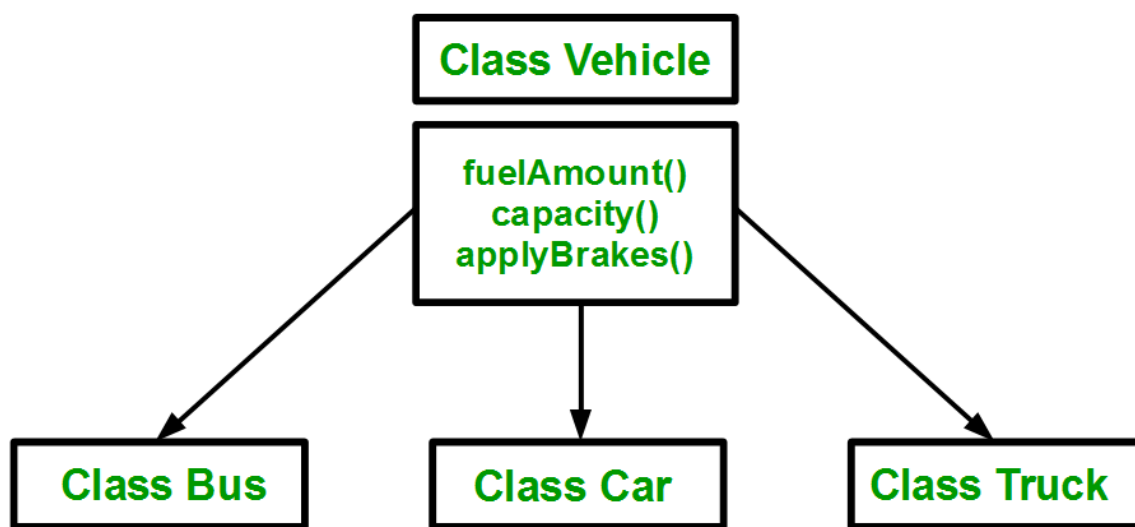 Class Vehicle
fuelAmount()
capacity()
applyBrakes()
Class Bus
Class Car
Class Truck